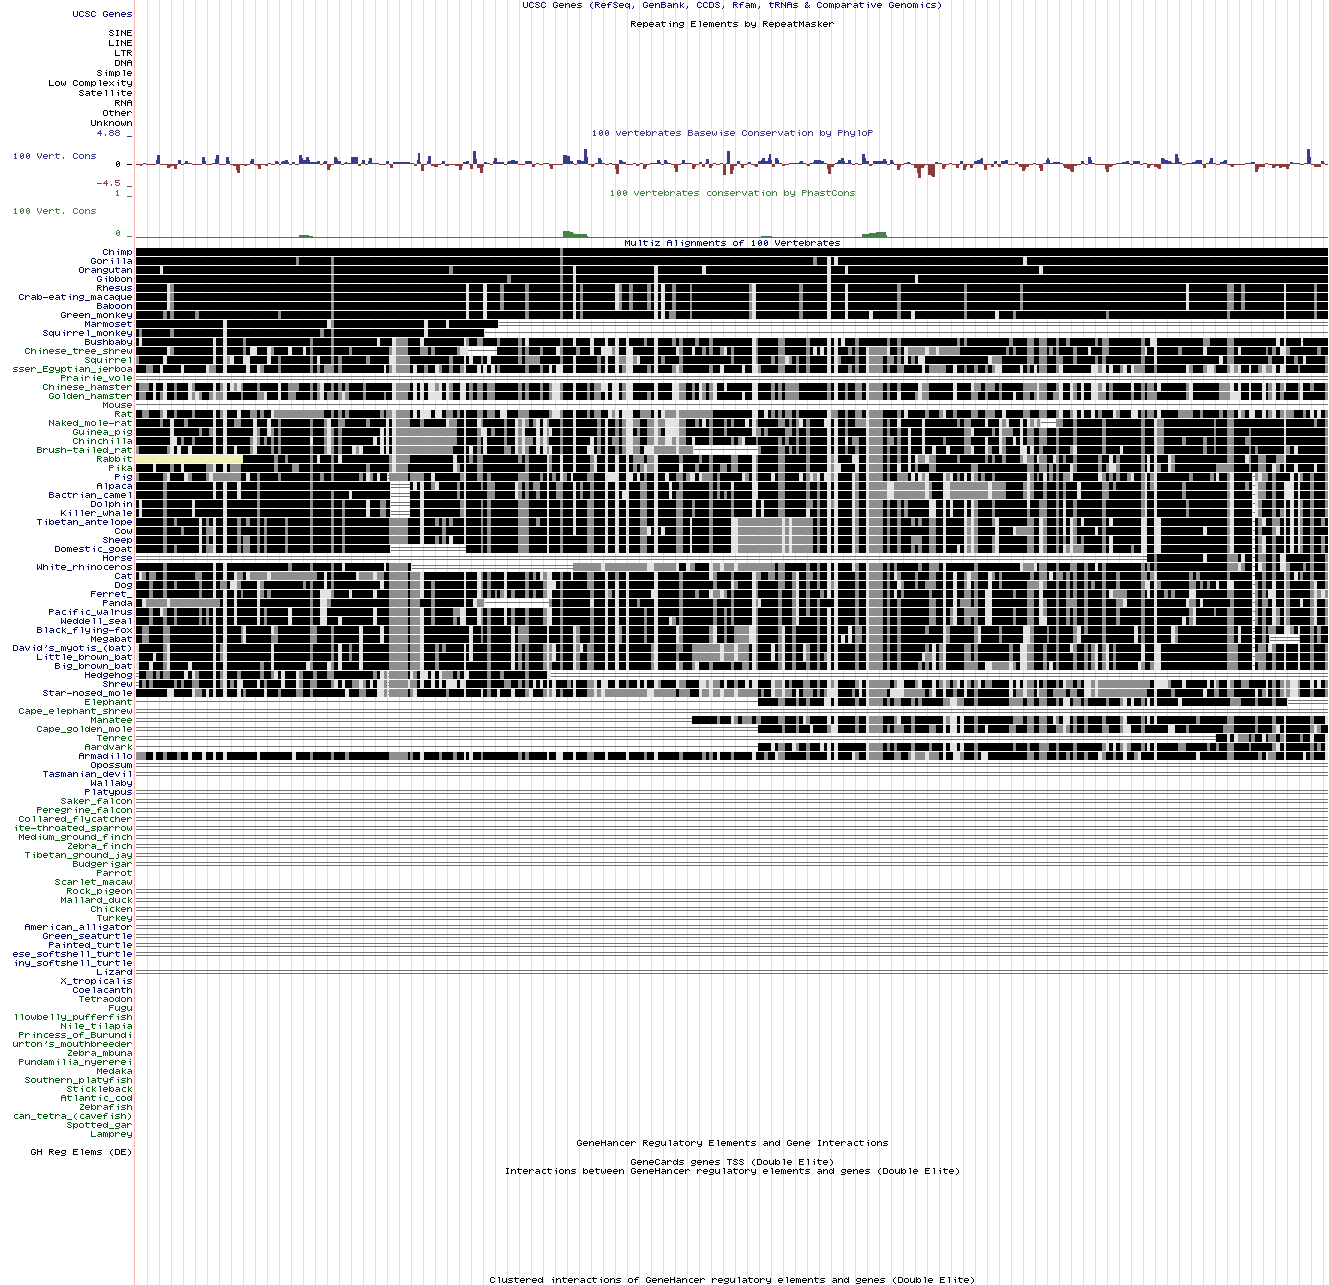 UCSC Genes (RefSeq, GenBank, CCDS, Rfam, tRNAs & Comparative Genomics)
UCSC Genes
Repeating Elements by RepeatMasker
SINE
LINE
LTR
DNA
Simple
Low Complexity
Satellite
RNA
Other
Unknown
4.88 _
100 vertebrates Basewise Conservation by PhyloP
100 Vert. Cons
0 _
-4.5 _
1 _
100 vertebrates conservation by PhastCons
100 Vert. Cons
0 _
Multiz Alignments of 100 Vertebrates
Chimp
Gorilla
Orangutan
Gibbon
Rhesus
Crab-eating_macaque
Baboon
Green_monkey
Marmoset
Squirrel_monkey
Bushbaby
Chinese_tree_shrew
Squirrel
sser_Egyptian_jerboa
Prairie_vole
Chinese_hamster
Golden_hamster
Mouse
Rat
Naked_mole-rat
Guinea_pig
Chinchilla
Brush-tailed_rat
Rabbit
Pika
Pig
Alpaca
Bactrian_camel
Dolphin
Killer_whale
Tibetan_antelope
Cow
Sheep
Domestic_goat
Horse
White_rhinoceros
Cat
Dog
Ferret_
Panda
Pacific_walrus
Weddell_seal
Black_flying-fox
Megabat
David's_myotis_(bat)
Little_brown_bat
Big_brown_bat
Hedgehog
Shrew
Star-nosed_mole
Elephant
Cape_elephant_shrew
Manatee
Cape_golden_mole
Tenrec
Aardvark
Armadillo
Opossum
Tasmanian_devil
Wallaby
Platypus
Saker_falcon
Peregrine_falcon
Collared_flycatcher
ite-throated_sparrow
Medium_ground_finch
Zebra_finch
Tibetan_ground_jay
Budgerigar
Parrot
Scarlet_macaw
Rock_pigeon
Mallard_duck
Chicken
Turkey
American_alligator
Green_seaturtle
Painted_turtle
ese_softshell_turtle
iny_softshell_turtle
Lizard
X_tropicalis
Coelacanth
Tetraodon
Fugu
llowbelly_pufferfish
Nile_tilapia
Princess_of_Burundi
urton's_mouthbreeder
Zebra_mbuna
Pundamilia_nyererei
Medaka
Southern_platyfish
Stickleback
Atlantic_cod
Zebrafish
can_tetra_(cavefish)
Spotted_gar
Lamprey
GeneHancer Regulatory Elements and Gene Interactions
GH Reg Elems (DE)
GeneCards genes TSS (Double Elite)
Interactions between GeneHancer regulatory elements and genes (Double Elite)
Clustered interactions of GeneHancer regulatory elements and genes (Double Elite)